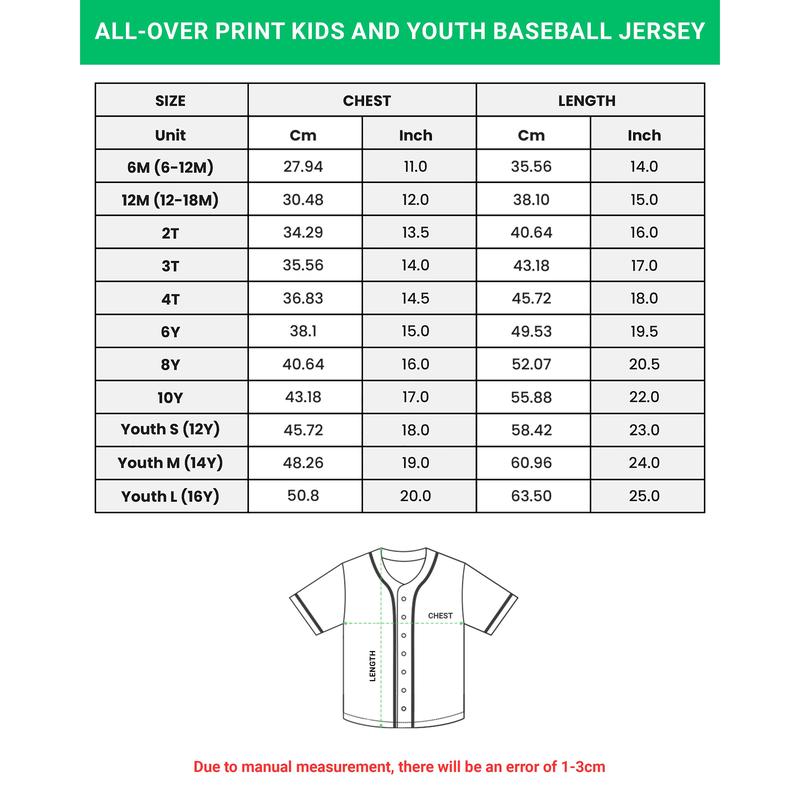 ALL-OVER PRINT KIDS AND YOUTH BASEBALL JERSEY
SIZE CHEST LENGTH
Unit Cm Inch Cm Inch
6M (6-12M) 27.94 11.0 35.56 14.0
12M (12-18M) 30.48 12.0 38.10 15.0
2T 34.29 13.5 40.64 16.0
3T 35.56 14.0 43.18 17.0
4T 36.83 14.5 45.72 18.0
6Y 38.1 15.0 49.53 19.5
8Y 40.64 16.0 52.07 20.5
10Y 43.18 17.0 55.88 22.0
Youth S (12Y) 45.72 18.0 58.42 23.0
Youth M (14Y) 48.26 19.0 60.96 24.0
Youth L (16Y) 50.8 20.0 63.50 25.0
CHEST
LENGTH
Due to manual measurement, there will be an error of 1-3cm